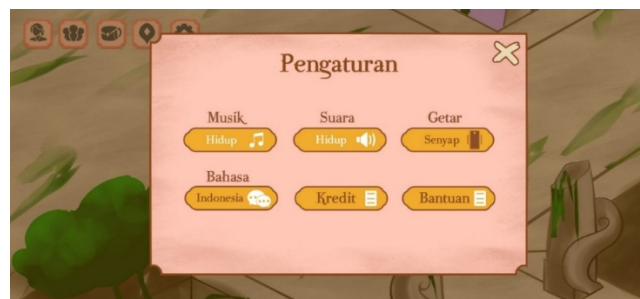 Pengaturan
Musik Suara Getar
Hidup Hidup Senyap
Bahasa
Indonesia Kredit Bantuan